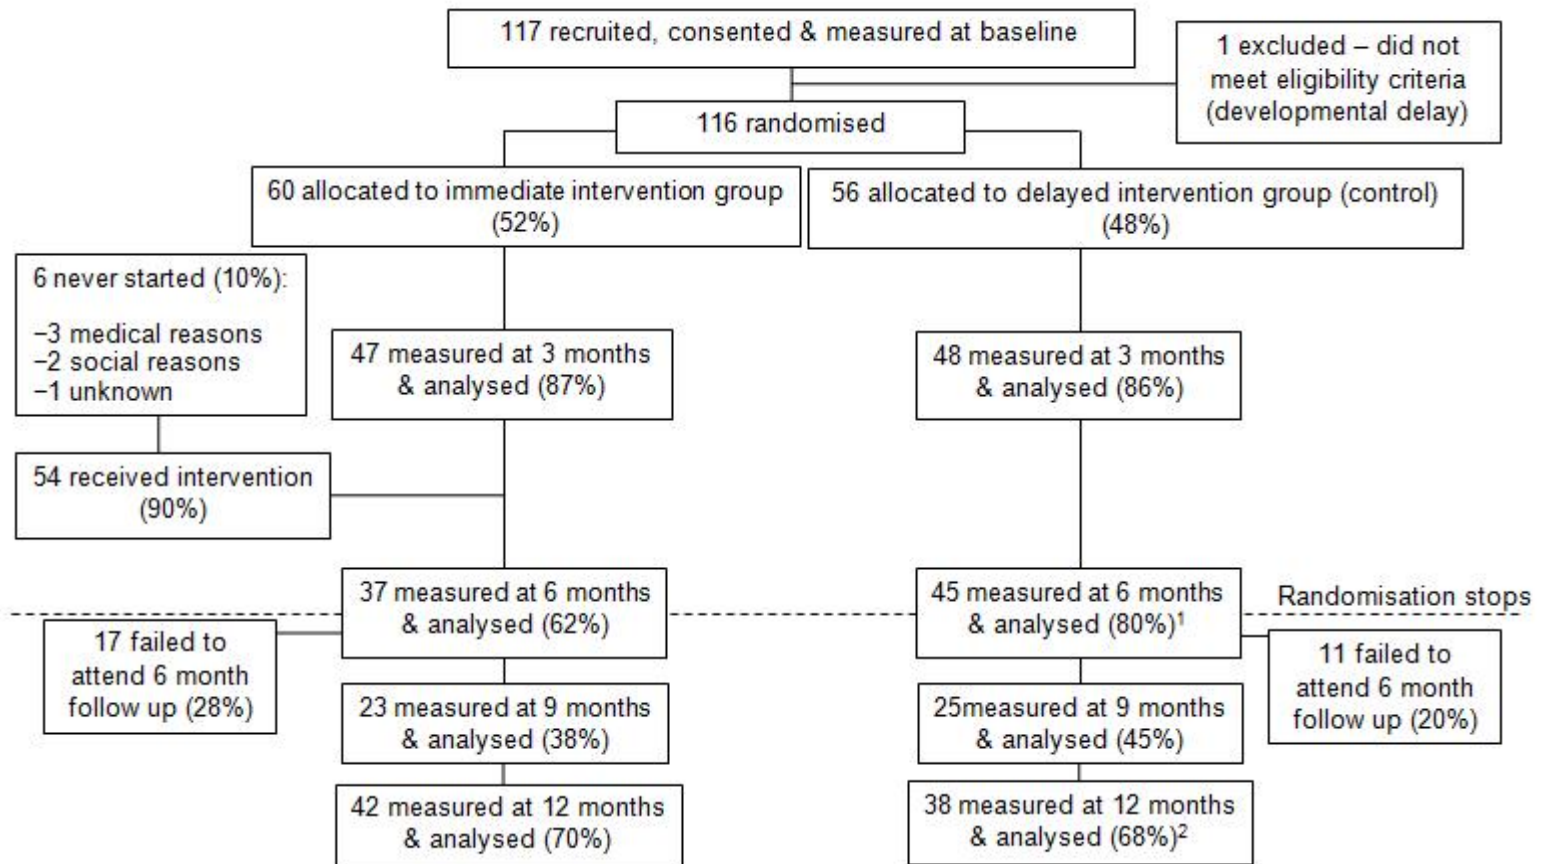 117 recruited, consented & measured at baseline
1 excluded – did not
meet eligibility criteria
(developmental delay)
116 randomised
60 allocated to immediate intervention group
(52%)
56 allocated to delayed intervention group (control)
(48%)
6 never started (10%):
−3 medical reasons
−2 social reasons
−1 unknown
47 measured at 3 months
& analysed (87%)
48 measured at 3 months
& analysed (86%)
54 received intervention
(90%)
37 measured at 6 months
& analysed (62%)
45 measured at 6 months
& analysed (80%)¹
Randomisation stops
17 failed to
attend 6 month
follow up (28%)
11 failed to
attend 6 month
follow up (20%)
23 measured at 9 months
& analysed (38%)
25measured at 9 months
& analysed (45%)
42 measured at 12 months
& analysed (70%)
38 measured at 12 months
& analysed (68%)²